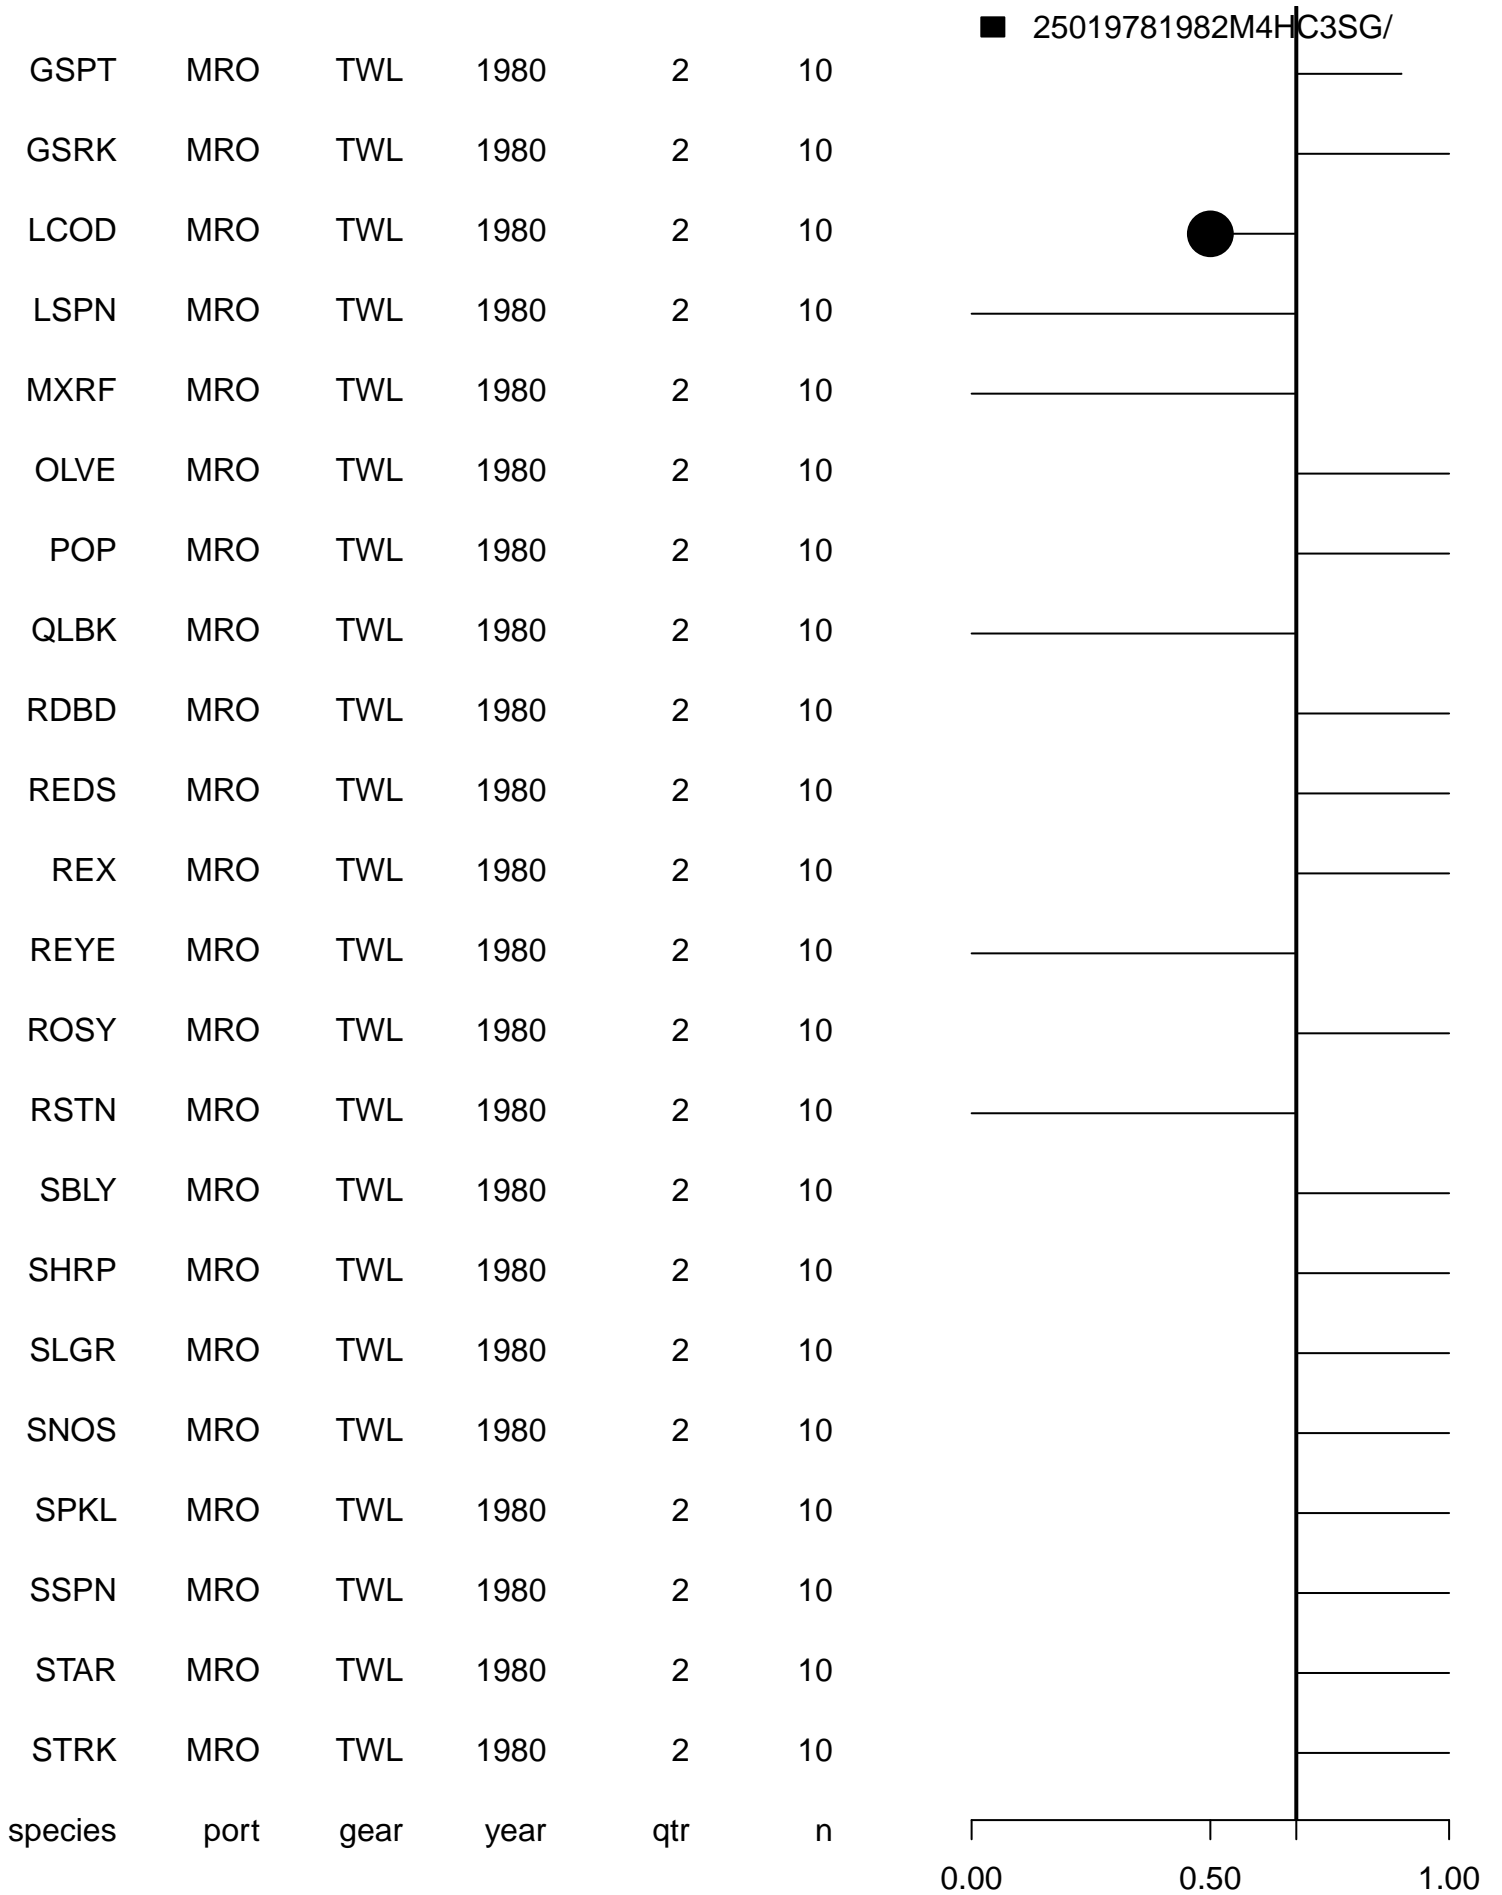 25019781982M4HC3SG/
GSPT MRO TWL 1980 2 10
GSRK MRO TWL 1980 2 10
LCOD MRO TWL 1980 2 10
LSPN MRO TWL 1980 2 10
MXRF MRO TWL 1980 2 10
OLVE MRO TWL 1980 2 10
POP MRO TWL 1980 2 10
QLBK MRO TWL 1980 2 10
RDBD MRO TWL 1980 2 10
REDS MRO TWL 1980 2 10
REX MRO TWL 1980 2 10
REYE MRO TWL 1980 2 10
ROSY MRO TWL 1980 2 10
RSTN MRO TWL 1980 2 10
SBLY MRO TWL 1980 2 10
SHRP MRO TWL 1980 2 10
SLGR MRO TWL 1980 2 10
SNOS MRO TWL 1980 2 10
SPKL MRO TWL 1980 2 10
SSPN MRO TWL 1980 2 10
STAR MRO TWL 1980 2 10
STRK MRO TWL 1980 2 10
species port gear year qtr n
0.00 0.50 1.00